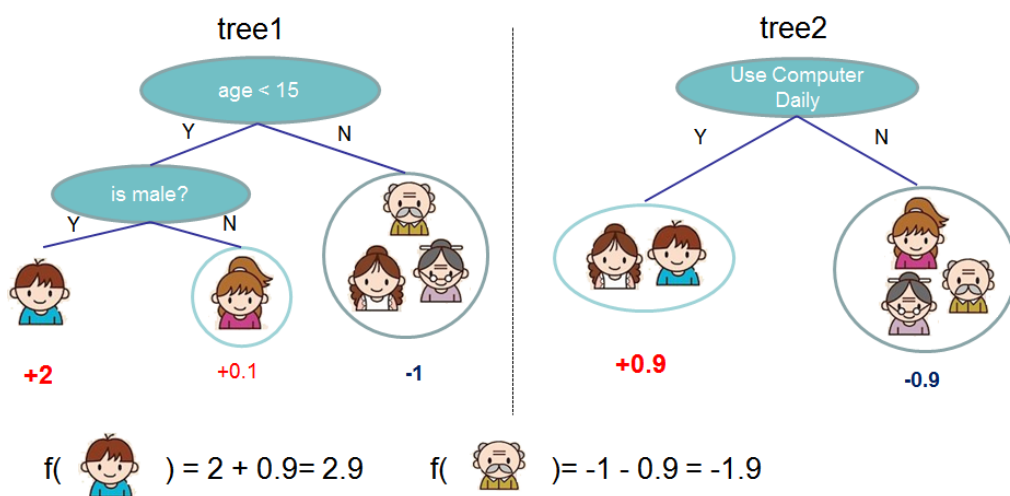 tree1
age < 15
Y
N
is male?
Y
N
+2
+0.1
-1
tree2
Use Computer
Daily
Y
N
+0.9
-0.9
f( ) = 2 + 0.9= 2.9
f( )= -1 - 0.9 = -1.9